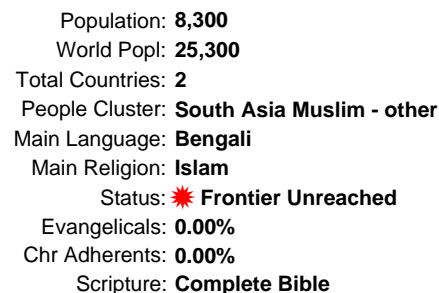 Population: 8,300
World Popl: 25,300
Total Countries: 2
People Cluster: South Asia Muslim - other
Main Language: Bengali
Main Religion: Islam
Status: Frontier Unreached
Evangelicals: 0.00%
Chr Adherents: 0.00%
Scripture: Complete Bible